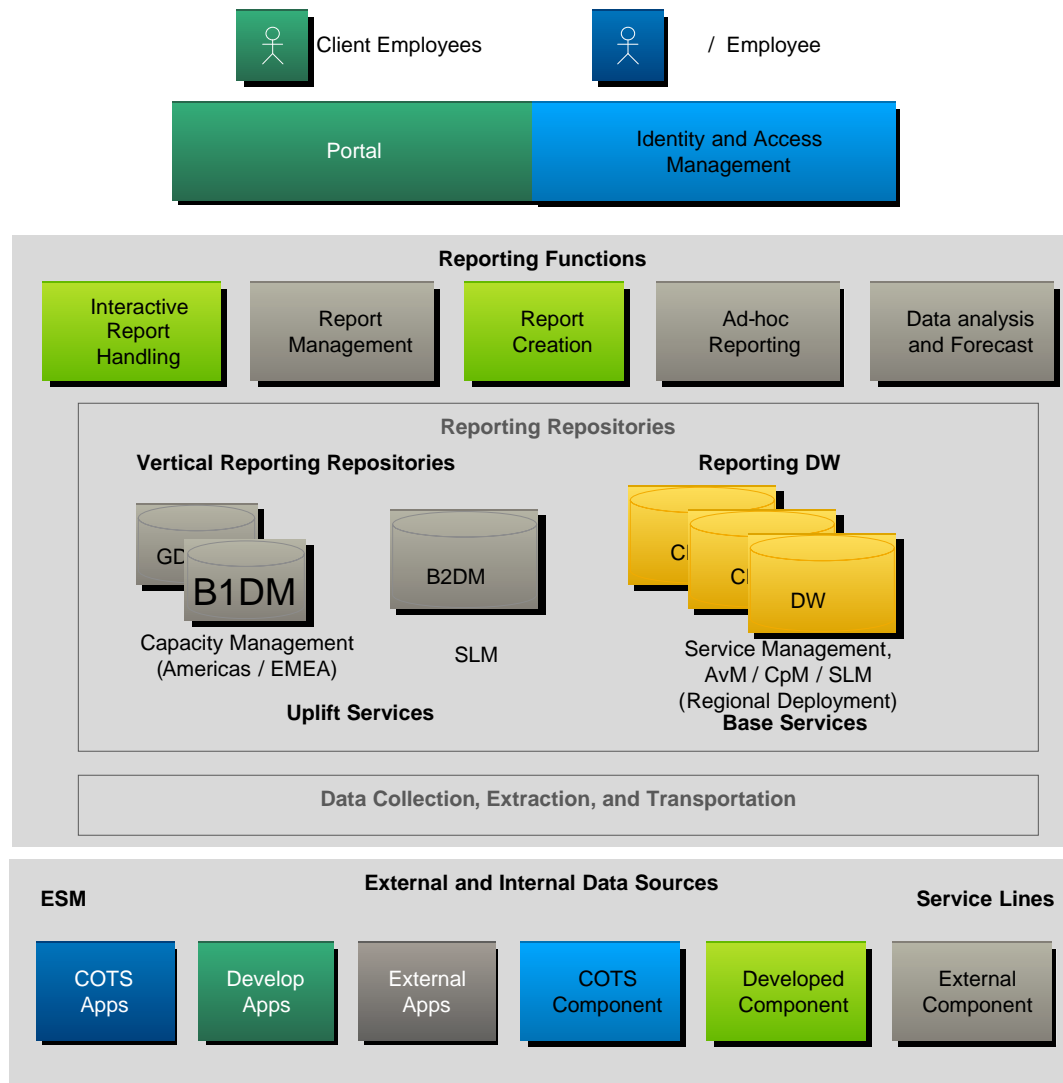 Client Employees
/ Employee
Portal
Identity and Access
Management
Reporting Functions
Interactive
Report
Handling
Report
Management
Report
Creation
Ad-hoc
Reporting
Data analysis
and Forecast
Reporting Repositories
Vertical Reporting Repositories
Reporting DW
B1DM
B2DM
DW
Capacity Management
(Americas / EMEA)
SLM
Service Management,
AvM / CpM / SLM
(Regional Deployment)
Uplift Services
Base Services
Data Collection, Extraction, and Transportation
External and Internal Data Sources
ESM
Service Lines
COTS
Apps
Develop
Apps
External
Apps
COTS
Component
Developed
Component
External
Component